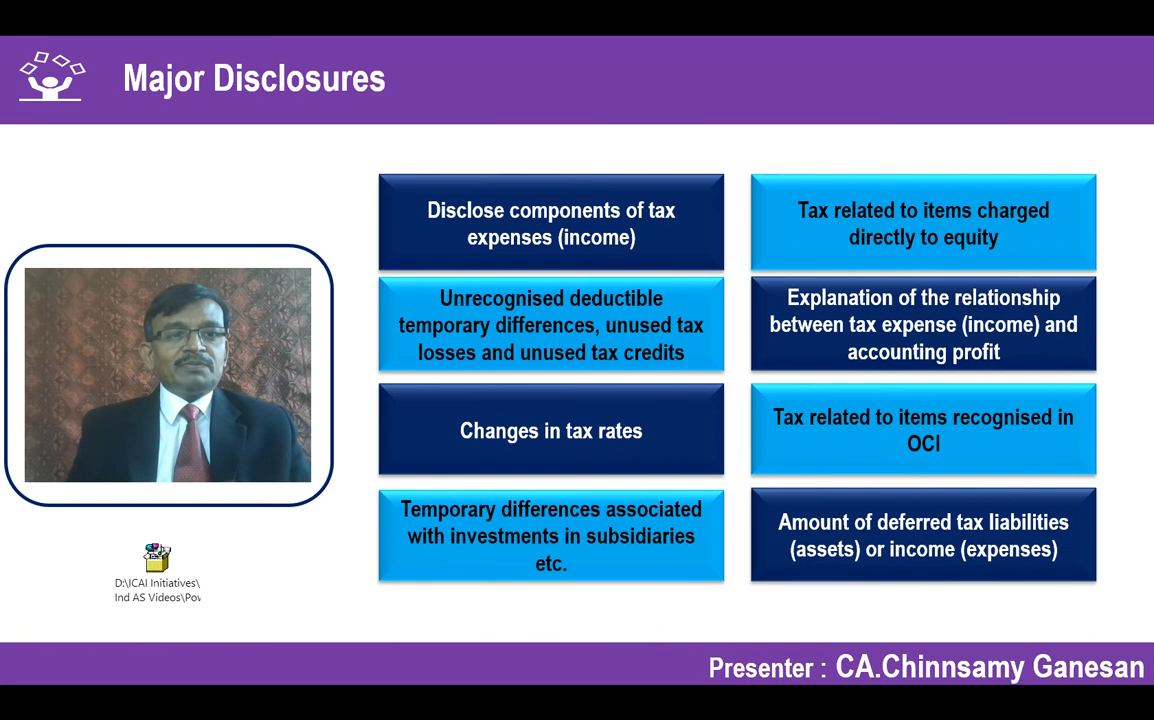 Major Disclosures
Disclose components of tax
expenses (income)
Tax related to items charged
directly to equity
Unrecognised deductible
temporary differences, unused tax
losses and unused tax credits
Explanation of the relationship
between tax expense (income) and
accounting profit
Changes in tax rates
Tax related to items recognised in
OCI
Temporary differences associated
with investments in subsidiaries
etc.
Amount of deferred tax liabilities
(assets) or income (expenses)
D:\ICAI Initiatives\
Ind AS Videos\Pov
Presenter : CA.Chinnsamy Ganesan